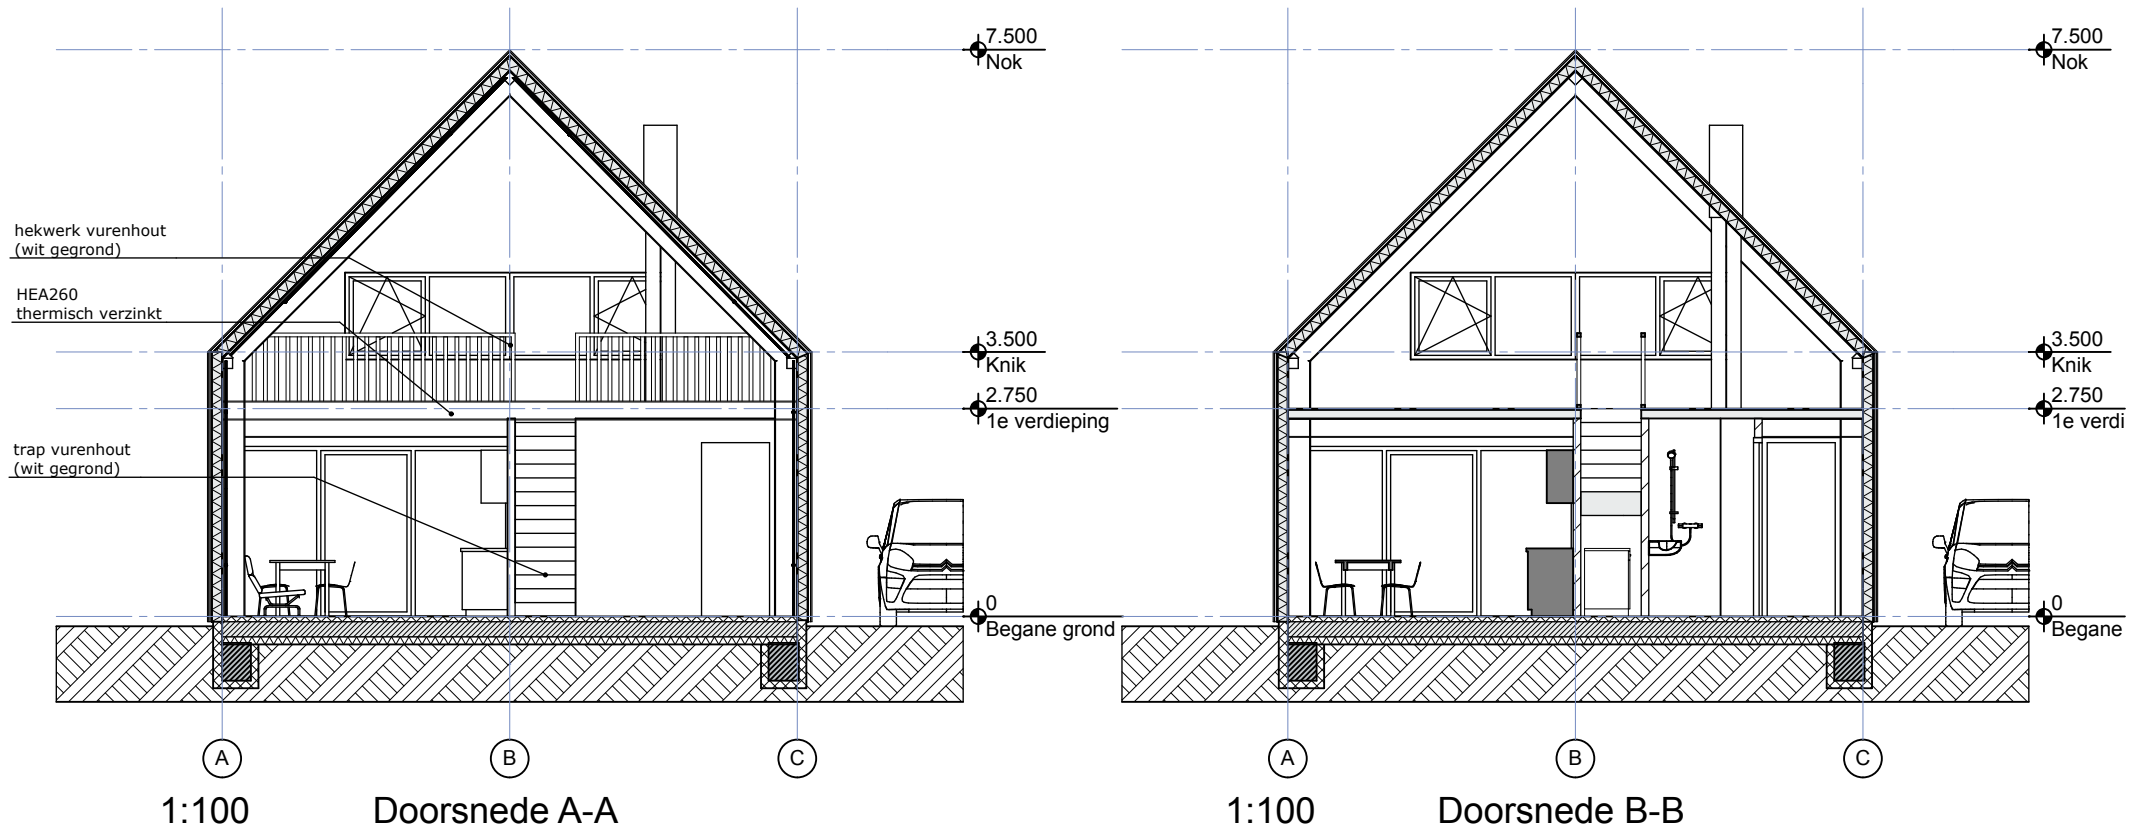 7.500
Nok
hekwerk vurenhout
(wit gegrond)
HEA260
thermisch verzinkt
3.500
Knik
2.750
1e verdieping
trap vurenhout
(wit gegrond)
0
Begane grond
A
B
C
1:100
Doorsnede A-A
7.500
Nok
3.500
Knik
2.750
1e verdi
0
Begane
A
B
C
1:100
Doorsnede B-B